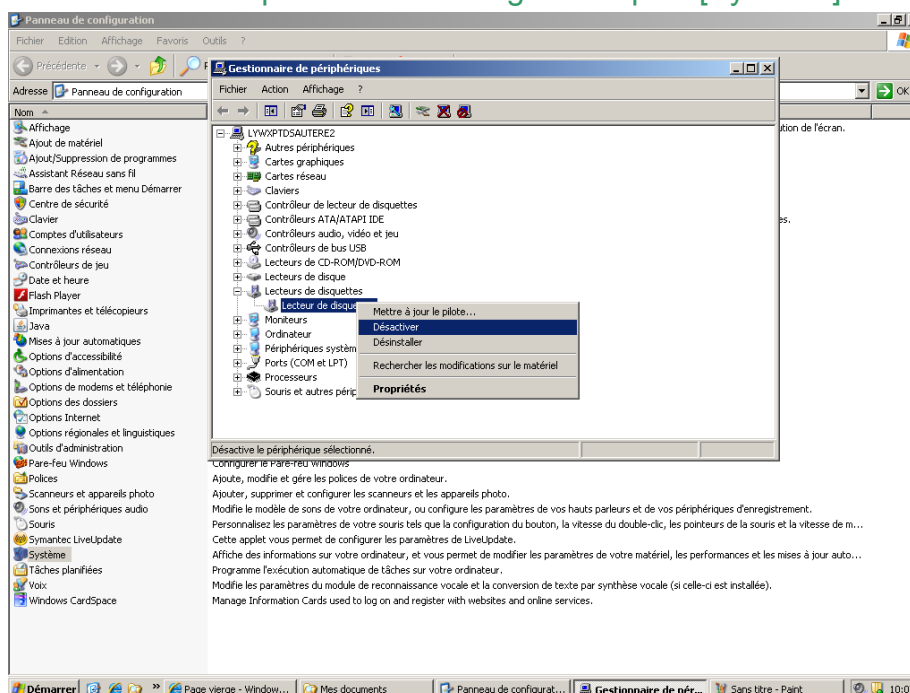 Panneau de configuration
Fichier Edition Affichage Favoris Outils ?
Précédente
Adresse Panneau de configuration OK
Nom
Affichage
Ajout de matériel
Ajout/Suppression de programmes
Assistant Réseau sans fil
Barre des tâches et menu Démarrer
Centre de sécurité
Clavier
Comptes d'utilisateurs
Connexions réseau
Contrôleurs de jeu
Date et heure
Flash Player
Imprimantes et télécopieurs
Java
Mises à jour automatiques
Options d'accessibilité
Options d'alimentation
Options de modems et téléphonie
Options des dossiers
Options Internet
Options régionales et linguistiques
Outils d'administration
Pare-feu Windows
Polices
Scanneurs et appareils photo
Sons et périphériques audio
Souris
Symantec LiveUpdate
Système
Tâches planifiées
Voix
Windows CardSpace
Gestionnaire de périphériques
Fichier Action Affichage ?
LYWXPTDSAUTERE2
Autres périphériques
Cartes graphiques
Cartes réseau
Claviers
Contrôleur de lecteur de disquettes
Contrôleurs ATA/ATAPI IDE
Contrôleurs audio, vidéo et jeu
Contrôleurs de bus USB
Lecteurs de CD-ROM/DVD-ROM
Lecteurs de disque
Lecteurs de disquettes
Lecteur de disque
Moniteurs
Ordinateur
Périphériques systèm
Ports (COM et LPT)
Processeurs
Souris et autres périp
Mettre à jour le pilote...
Désactiver
Désinstaller
Rechercher les modifications sur le matériel
Propriétés
Désactive le périphérique sélectionné.
de l'écran.
es.
Configurer le Pare-feu Windows
Ajoute, modifie et gère les polices de votre ordinateur.
Ajouter, supprimer et configurer les scanneurs et les appareils photo.
Modifie le modèle de sons de votre ordinateur, ou configure les paramètres de vos hauts parleurs et de vos périphériques d'enregistrement.
Personnalisez les paramètres de votre souris tels que la configuration du bouton, la vitesse du double-clic, les pointeurs de la souris et la vitesse de m...
Cette applet vous permet de configurer les paramètres de LiveUpdate.
Affiche des informations sur votre ordinateur, et vous permet de modifier les paramètres de votre matériel, les performances et les mises à jour auto...
Programme l'exécution automatique de tâches sur votre ordinateur.
Modifie les paramètres du module de reconnaissance vocale et la conversion de texte par synthèse vocale (si celle-ci est installée).
Manage Information Cards used to log on and register with websites and online services.
Démarrer » Page vierge - Window... Mes documents Panneau de configurat... Gestionnaire de pér... Sans titre - Paint 10:0